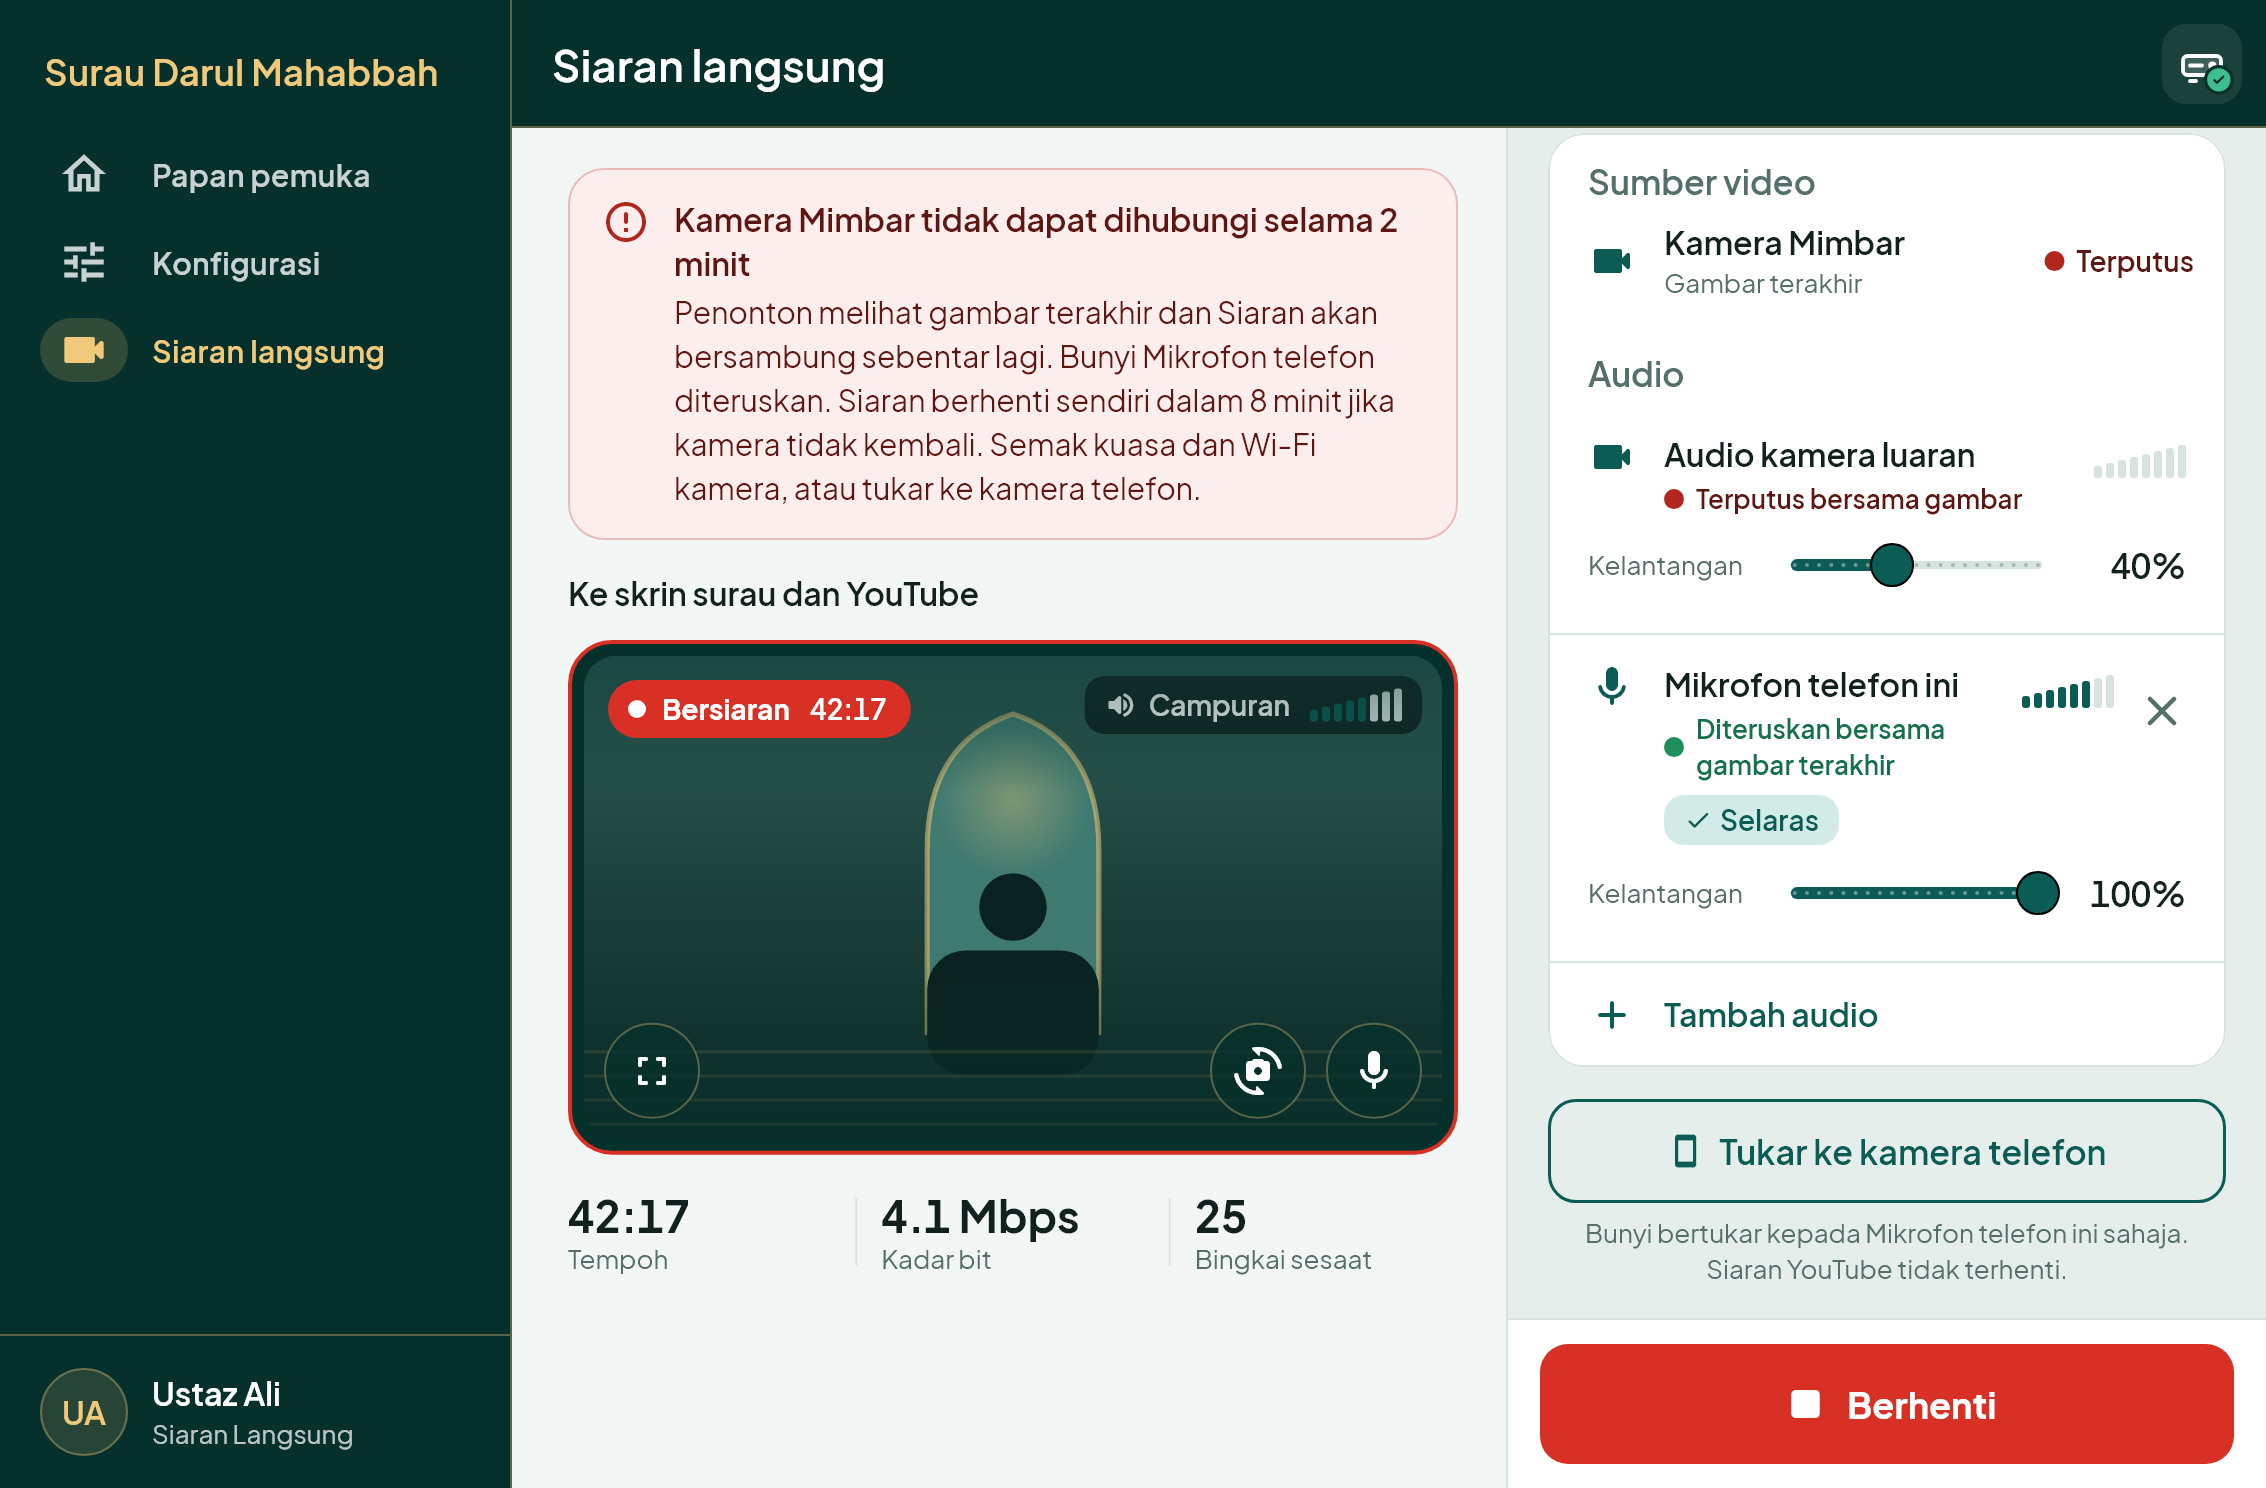 Surau Darul Mahabbah
Papan pemuka
Konfigurasi
Siaran langsung
UA
Ustaz Ali
Siaran Langsung
Siaran langsung
Kamera Mimbar tidak dapat dihubungi selama 2
minit
Penonton melihat gambar terakhir dan Siaran akan
bersambung sebentar lagi. Bunyi Mikrofon telefon
diteruskan. Siaran berhenti sendiri dalam 8 minit jika
kamera tidak kembali. Semak kuasa dan Wi-Fi
kamera, atau tukar ke kamera telefon.
Ke skrin surau dan YouTube
Bersiaran 42:17
Campuran
42:17
Tempoh
4.1 Mbps
Kadar bit
25
Bingkai sesaat
Sumber video
Kamera Mimbar
Gambar terakhir
Terputus
Audio
Audio kamera luaran
Terputus bersama gambar
Kelantangan 40%
Mikrofon telefon ini
Diteruskan bersama
gambar terakhir
Selaras
Kelantangan 100%
Tambah audio
Tukar ke kamera telefon
Bunyi bertukar kepada Mikrofon telefon ini sahaja.
Siaran YouTube tidak terhenti.
Berhenti